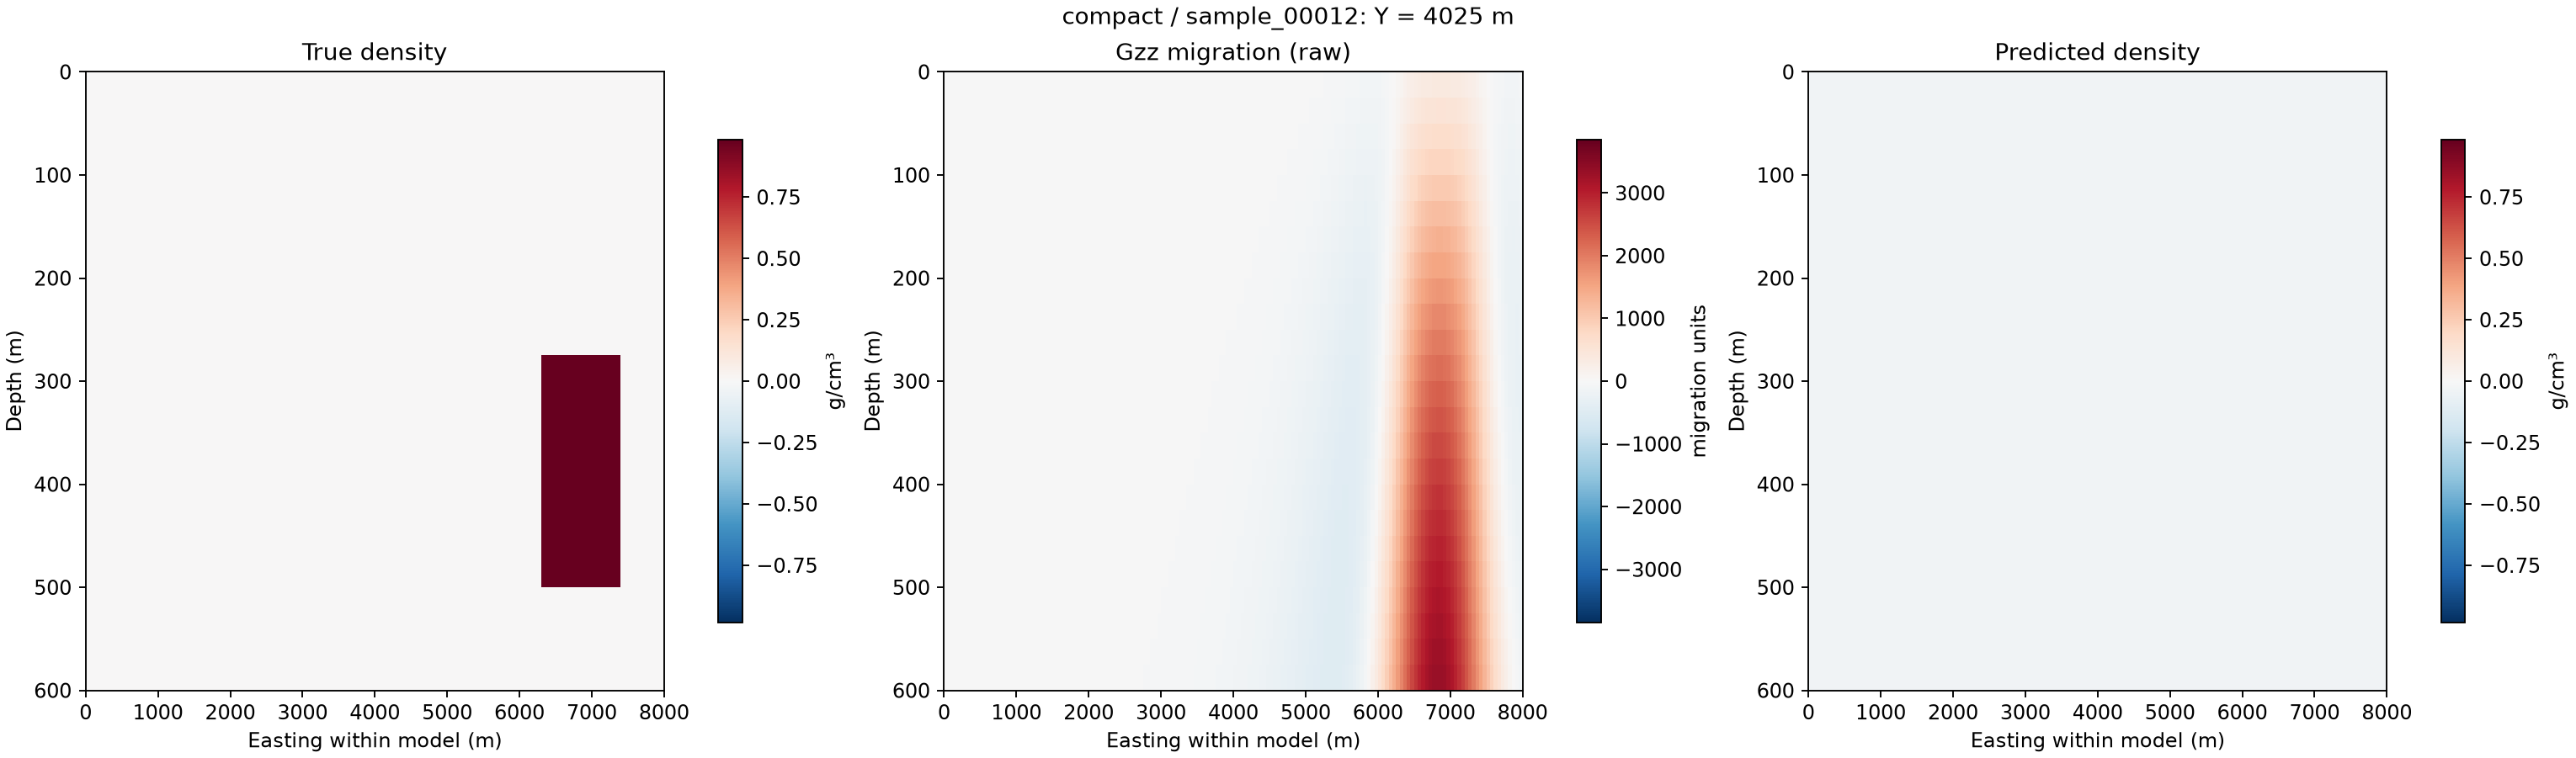 compact / sample_00012: Y = 4025 m
True density
0
100
200
300
400
500
600
Depth (m)
0 1000 2000 3000 4000 5000 6000 7000 8000
Easting within model (m)
0.75
0.50
0.25
0.00
−0.25
−0.50
−0.75
g/cm³
Gzz migration (raw)
0
100
200
300
400
500
600
Depth (m)
0 1000 2000 3000 4000 5000 6000 7000 8000
Easting within model (m)
3000
2000
1000
0
−1000
−2000
−3000
migration units
Predicted density
0
100
200
300
400
500
600
Depth (m)
0 1000 2000 3000 4000 5000 6000 7000 8000
Easting within model (m)
0.75
0.50
0.25
0.00
−0.25
−0.50
−0.75
g/cm³